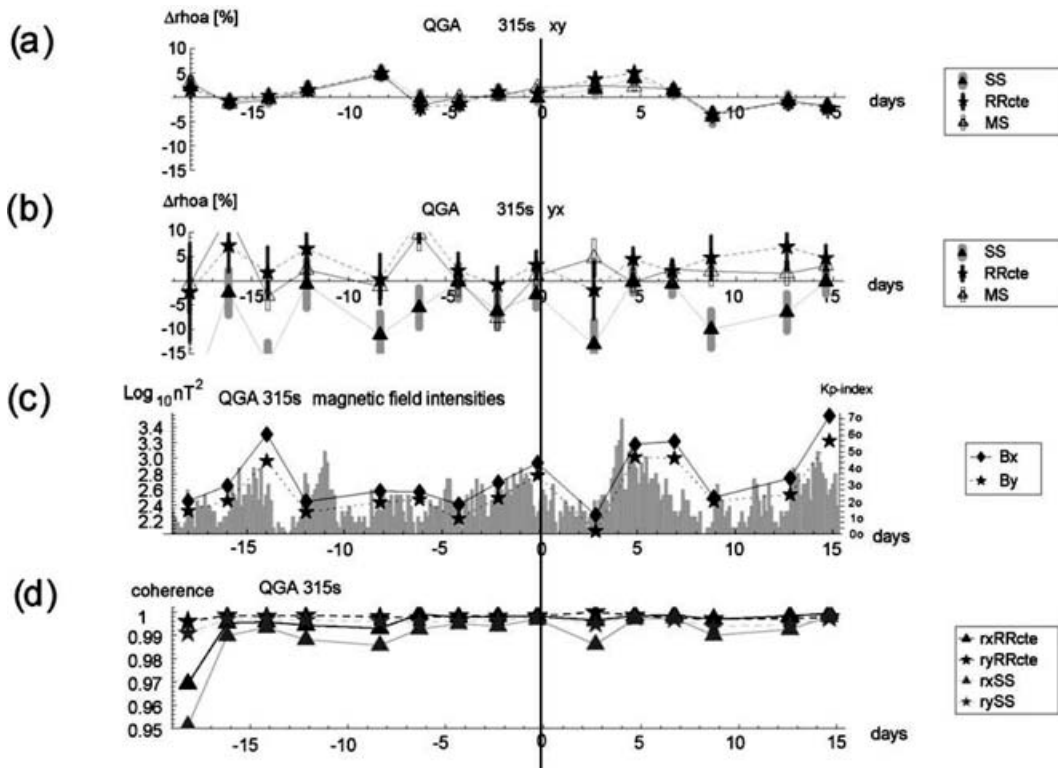 (a)
Δrhoa [%]
QGA 315s xy
10
5
-5
-10
-15
-15 -10 -5 0 5 10 15
days
SS
RRcte
MS
(b)
Δrhoa [%]
QGA 315s yx
10
5
-5
-10
-15
-15 -10 -5 0 5 10 15
days
SS
RRcte
MS
(c)
Log10nT2
QGA 315s magnetic field intensities
Kp-index
3.4
3.3
3.0
2.8
2.6
2.4
2.2
7o
6o
5o
4o
3o
2o
1o
0o
-15 -10 -5 0 5 10 15
days
Bx
By
(d)
coherence
QGA 315s
1
0.99
0.98
0.97
0.96
0.95
-15 -10 -5 0 5 10 15
days
rxRRcte
ryRRcte
rxSS
rySS